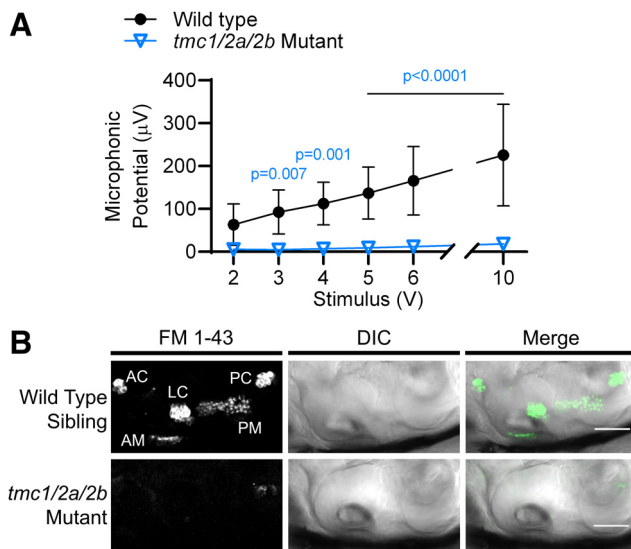 A
Wild type
tmc1/2a/2b Mutant
Microphonic
Potential (μV)
400
300
200
100
0
p=0.007
p=0.001
p<0.0001
2 3 4 5 6 10
Stimulus (V)
B
FM 1-43 DIC Merge
Wild Type
Sibling
AC
LC
PC
AM
PM
tmc1/2a/2b
Mutant